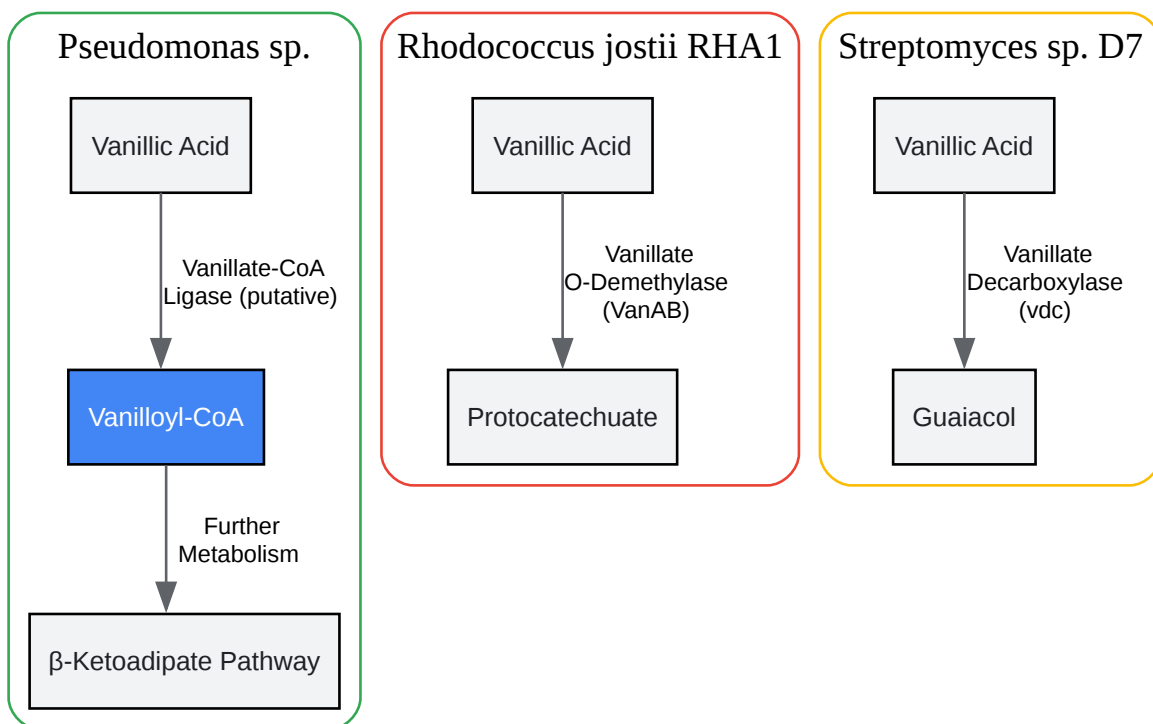 Pseudomonas sp.
Vanillic Acid
Vanillate-CoA
Ligase (putative)
Vanilloyl-CoA
Further
Metabolism
β-Ketoadipate Pathway
Rhodococcus jostii RHA1
Vanillic Acid
Vanillate
O-Demethylase
(VanAB)
Protocatechuate
Streptomyces sp. D7
Vanillic Acid
Vanillate
Decarboxylase
(vdc)
Guaiacol